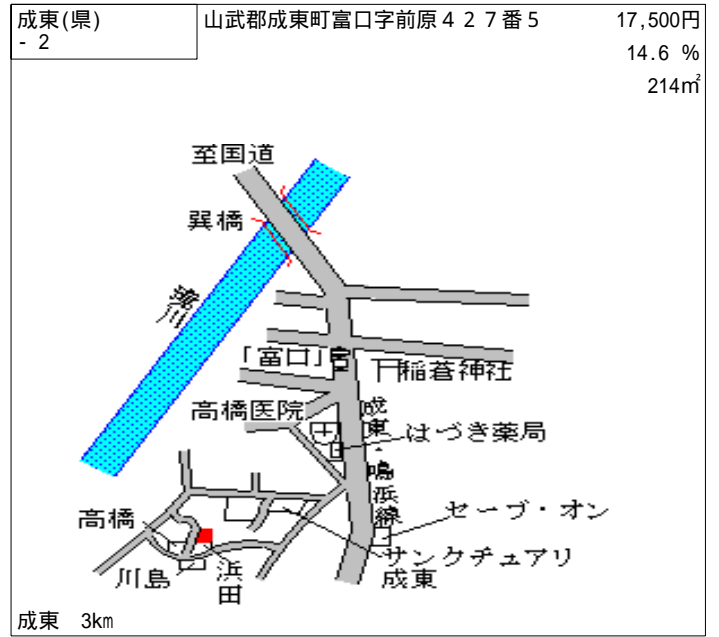 成東(県)
- 2
山武郡成東町富口字前原４２７番５
17,500円
14.6 %
214㎡
至国道
巽橋
川
「富口」
稲荅神社
高橋医院
成東・鳴浜線
はづき薬局
セーブ・オン
高橋
サンクチュアリ
成東
川島
浜田
成東 3km